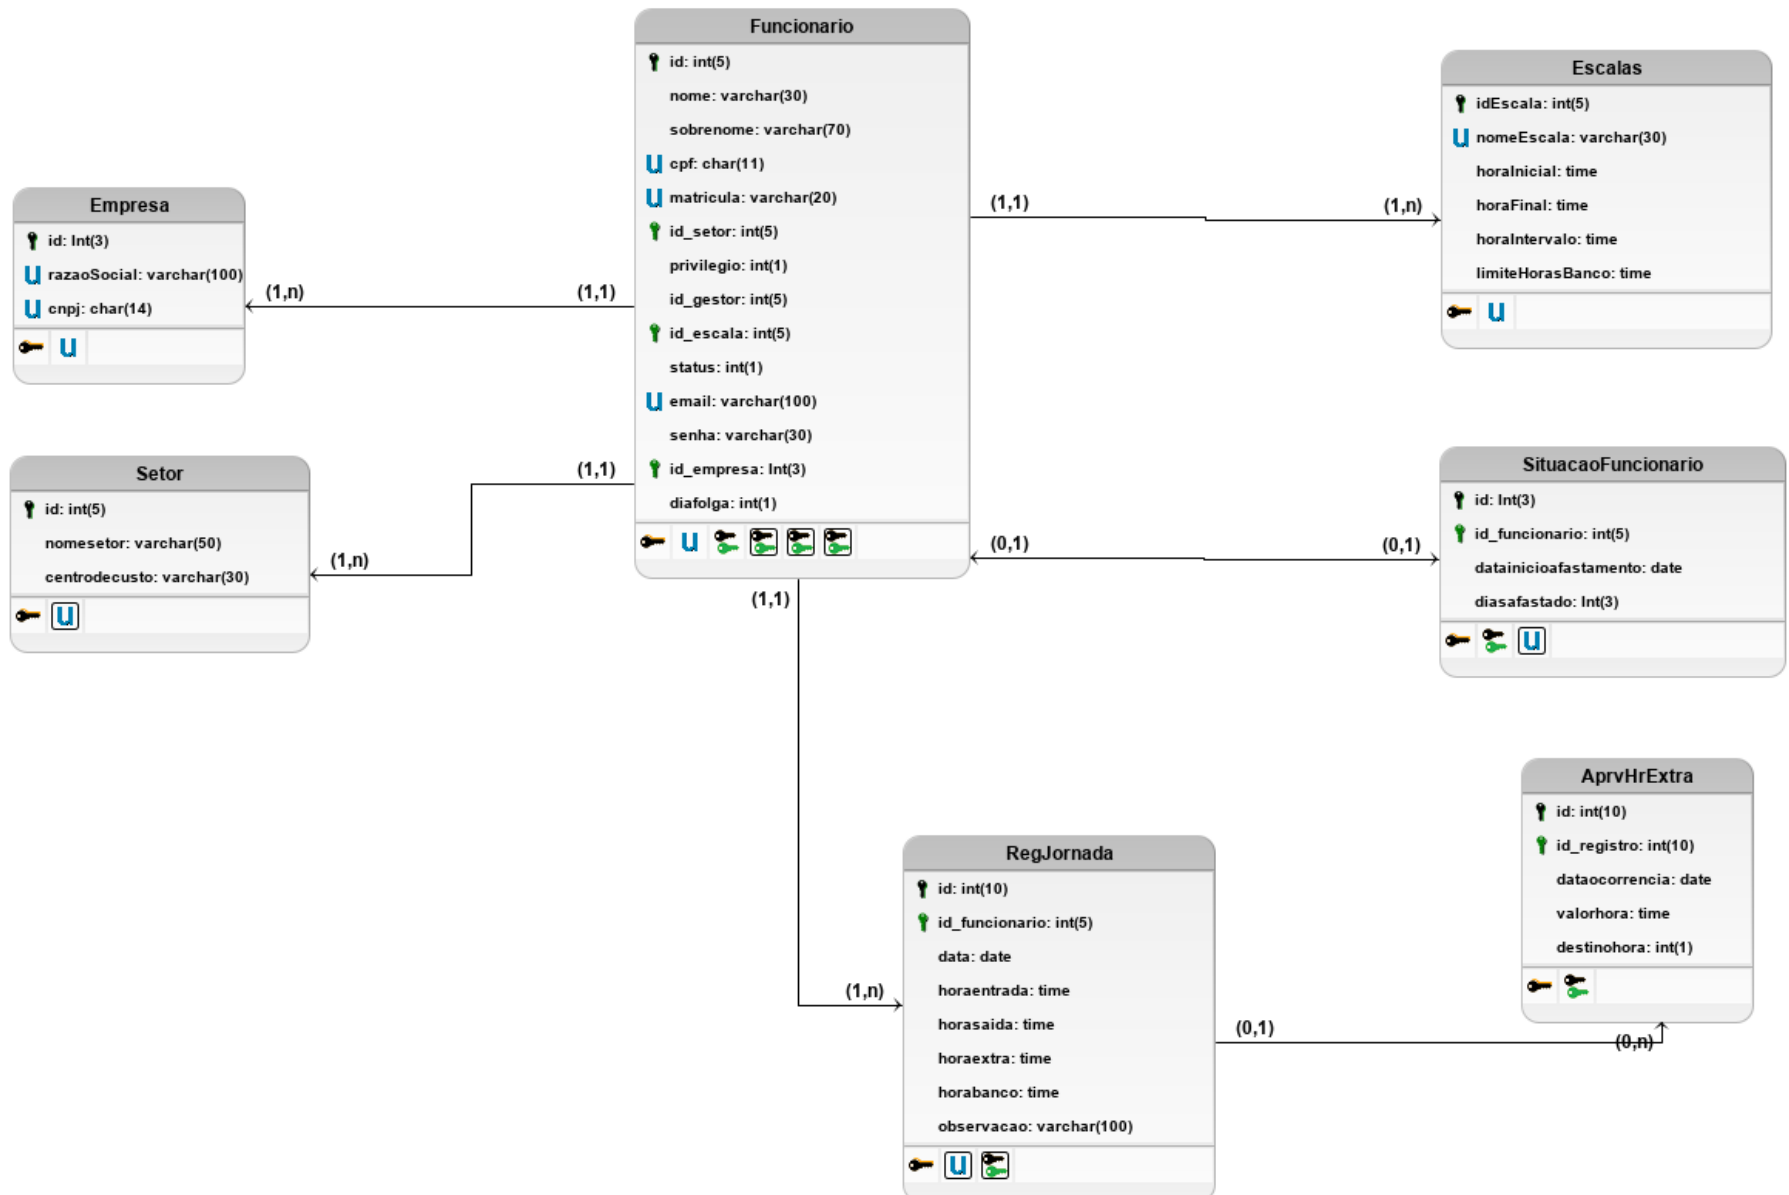 Funcionario
id: int(5)
nome: varchar(30)
sobrenome: varchar(70)
U cpf: char(11)
U matricula: varchar(20)
id_setor: int(5)
privilegio: int(1)
id_gestor: int(5)
id_escala: int(5)
status: int(1)
U email: varchar(100)
senha: varchar(30)
id_empresa: Int(3)
diafolga: int(1)
U
Escalas
idEscala: int(5)
U nomeEscala: varchar(30)
horaInicial: time
horaFinal: time
horaIntervalo: time
limiteHorasBanco: time
U
Empresa
id: Int(3)
U razaoSocial: varchar(100)
U cnpj: char(14)
U
(1,n)
(1,1)
(1,1)
(1,n)
Setor
id: int(5)
nomesetor: varchar(50)
centrodecusto: varchar(30)
U
(1,n)
(1,1)
SituacaoFuncionario
id: Int(3)
id_funcionario: int(5)
datainicioafastamento: date
diasafastado: Int(3)
U
(0,1)
(0,1)
(1,1)
(1,n)
RegJornada
id: int(10)
id_funcionario: int(5)
data: date
horaentrada: time
horasaida: time
horaextra: time
horabanco: time
observacao: varchar(100)
U
AprvHrExtra
id: int(10)
id_registro: int(10)
dataocorrencia: date
valorhora: time
destinohora: int(1)
(0,1)
(0,n)